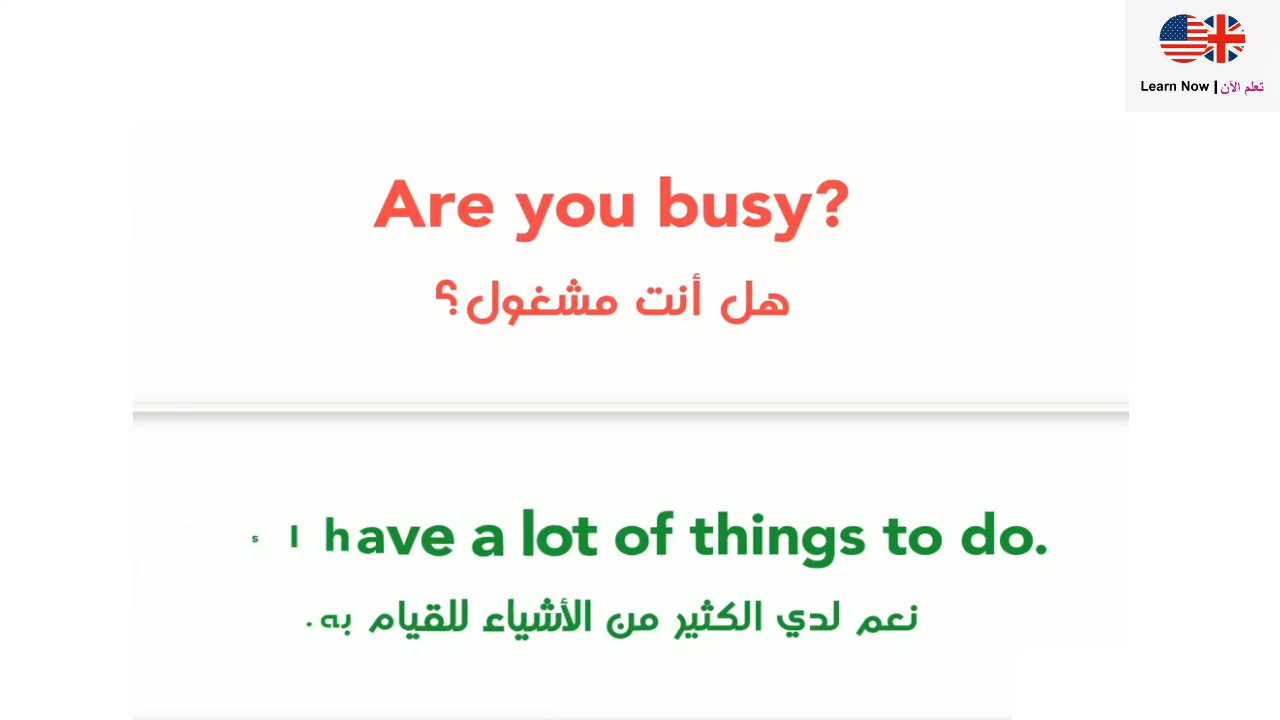 Learn Now | تعلم الآن
Are you busy?
هل أنت مشغول؟
s I have a lot of things to do.
نعم لدي الكثير من الأشياء للقيام به.